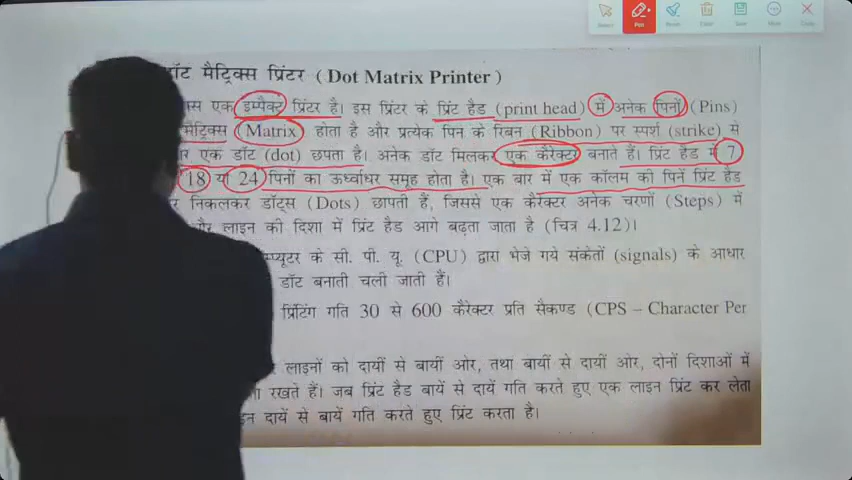 Pen
डॉट मैट्रिक्स प्रिंटर ( Dot Matrix Printer )
एक इम्पैक्ट प्रिंटर है। इस प्रिंटर के प्रिंट हैड (print head) में अनेक पिनों (Pins)
मैट्रिक्स (Matrix) होता है और प्रत्येक पिन के रिबन (Ribbon) पर स्पर्श (strike) से
एक डॉट (dot) छपता है। अनेक डॉट मिलकर एक कैरेक्टर बनाते हैं। प्रिंट हैड में 7
18 या 24 पिनों का ऊर्ध्वाधर समूह होता है। एक बार में एक कॉलम की पिनें प्रिंट हैड
निकलकर डॉट्स (Dots) छापती हैं, जिससे एक कैरेक्टर अनेक चरणों (Steps) में
और लाइन की दिशा में प्रिंट हैड आगे बढ़ता जाता है (चित्र 4.12)।
के सी. पी. यू. (CPU) द्वारा भेजे गये संकेतों (signals) के आधार
डॉट बनाती चली जाती हैं।
प्रिंटिंग गति 30 से 600 कैरेक्टर प्रति सैकण्ड (CPS – Character Per
लाइनों को दायीं से बायीं ओर, तथा बायीं से दायीं ओर, दोनों दिशाओं में
रखते हैं। जब प्रिंट हैड बायें से दायें गति करते हुए एक लाइन प्रिंट कर लेता
दायें से बायें गति करते हुए प्रिंट करता है।